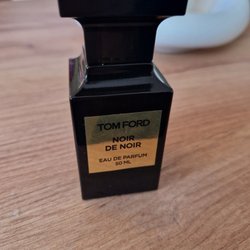 TOM FORD
NOIR
DE NOIR
EAU DE PARFUM
50 ML